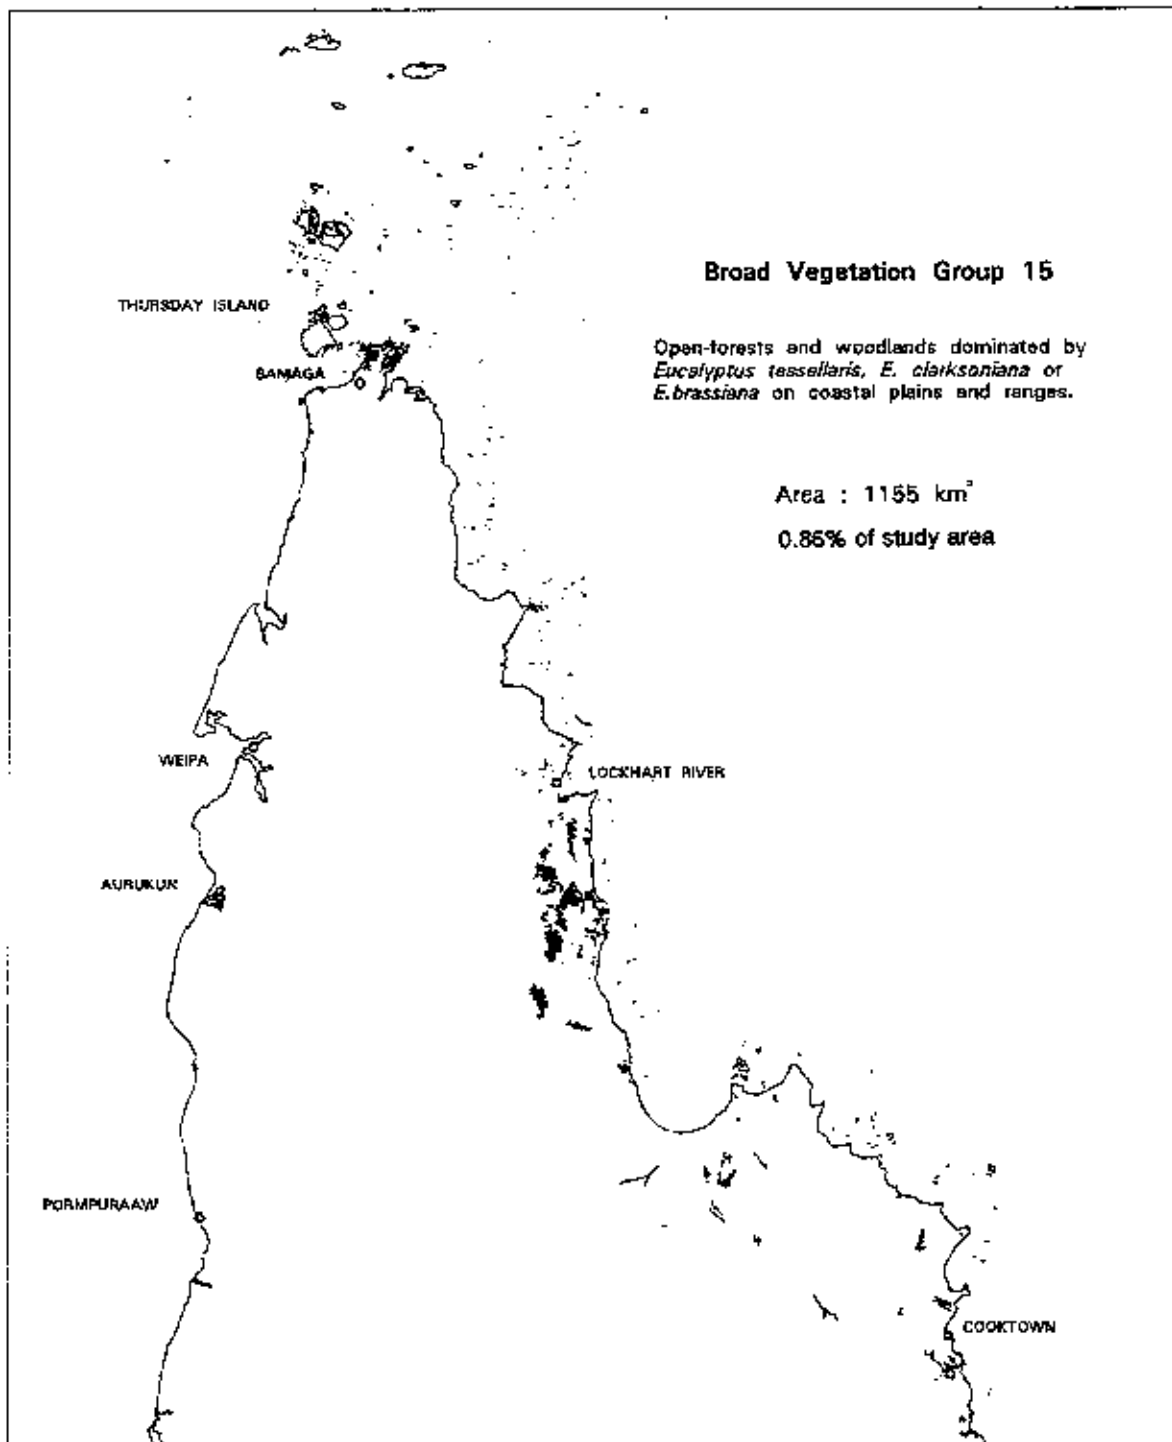 Broad Vegetation Group 15
THURSDAY ISLAND
Open-forests and woodlands dominated by
Eucalyptus tessellaris, E. clarksoniana or
E.brassiana on coastal plains and ranges.
BAMAGA
Area : 1155 km²
0.86% of study area
WEIPA
LOCKHART RIVER
AURUKUN
PORMPURAAW
COOKTOWN